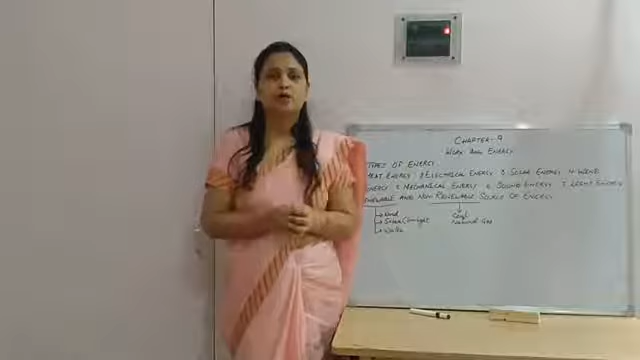 CHAPTER-9
WORK AND ENERGY
TYPES OF ENERGY
HEAT ENERGY 2 ELECTRICAL ENERGY 3 SOLAR ENERGY 4 WIND
ENERGY 5 MECHANICAL ENERGY 6 SOUND ENERGY 7 LIGHT ENERGY
RENEWABLE AND NON RENEWABLE SOURCE OF ENERGY
Wind Coal
Solar Sunlight Natural Gas
Water